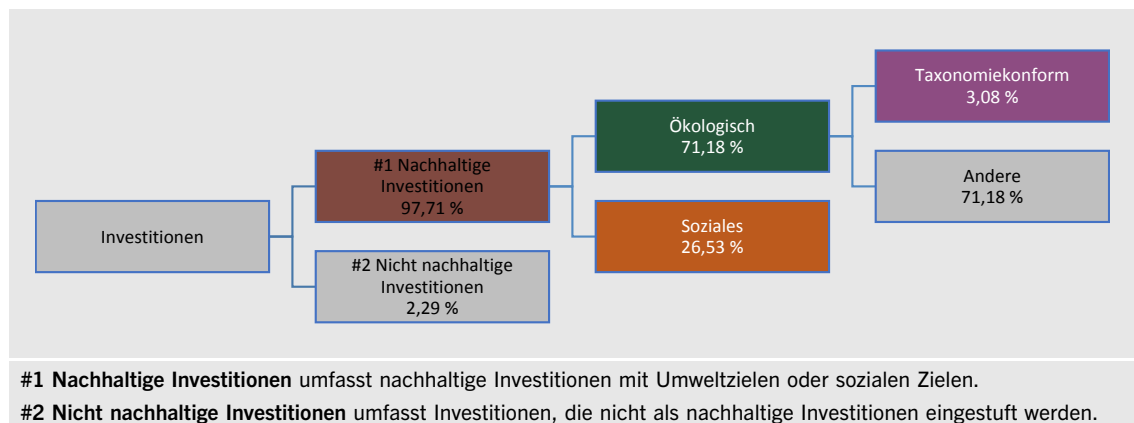 Investitionen
#1 Nachhaltige
Investitionen
97,71 %
#2 Nicht nachhaltige
Investitionen
2,29 %
Ökologisch
71,18 %
Soziales
26,53 %
Taxonomiekonform
3,08 %
Andere
71,18 %
#1 Nachhaltige Investitionen umfasst nachhaltige Investitionen mit Umweltzielen oder sozialen Zielen.
#2 Nicht nachhaltige Investitionen umfasst Investitionen, die nicht als nachhaltige Investitionen eingestuft werden.